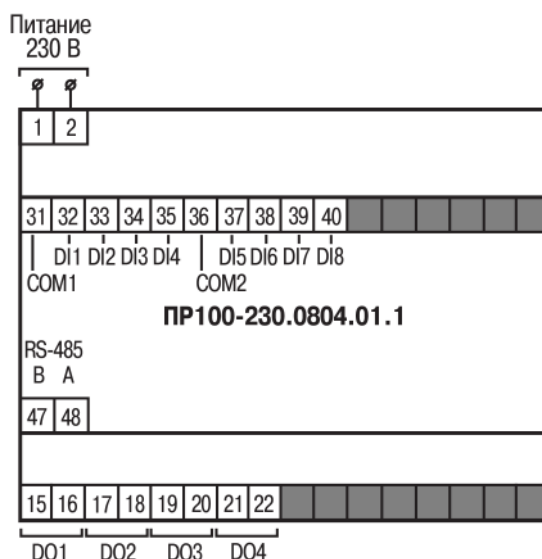 Питание
230 В
1 2
31 32 33 34 35 36 37 38 39 40
DI1 DI2 DI3 DI4 DI5 DI6 DI7 DI8
COM1 COM2
ПР100-230.0804.01.1
RS-485
B A
47 48
15 16 17 18 19 20 21 22
DO1 DO2 DO3 DO4